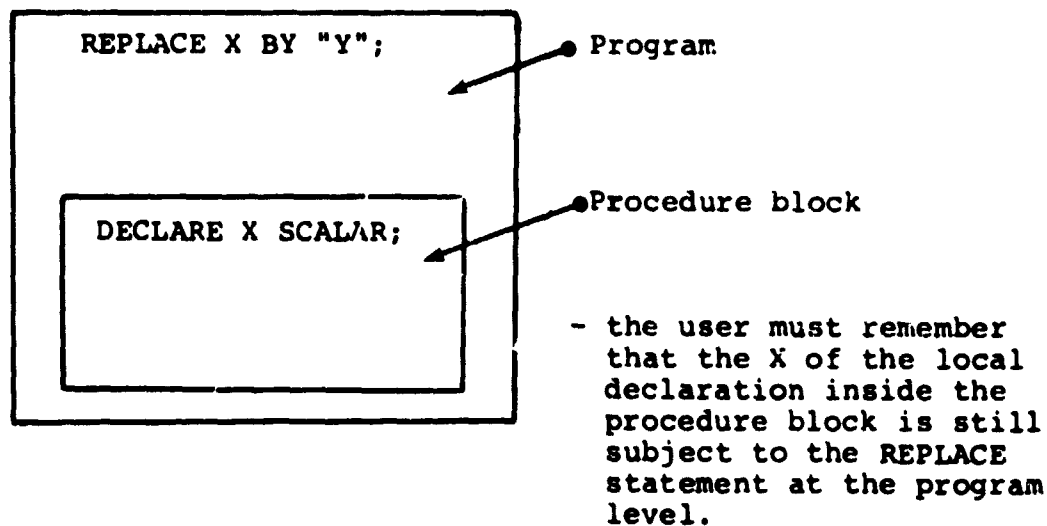 REPLACE X BY "Y";
Program
Procedure block
DECLARE X SCALAR;
- the user must remember
that the X of the local
declaration inside the
procedure block is still
subject to the REPLACE
statement at the program
level.